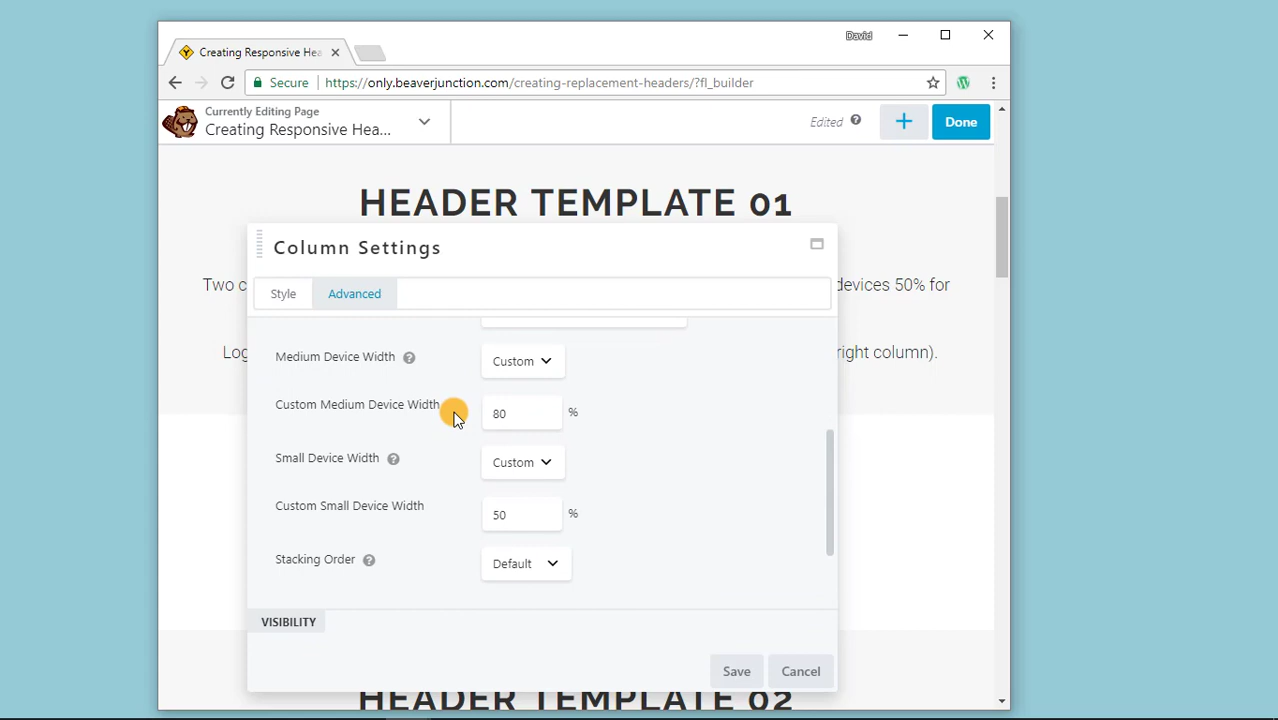 David
Creating Responsive Hea
Secure https://only.beaverjunction.com/creating-replacement-headers/?fl_builder
Currently Editing Page
Creating Responsive Hea...
Edited
Done
HEADER TEMPLATE 01
Column Settings
Two c
devices 50% for
Style Advanced
Log
right column).
Medium Device Width Custom
Custom Medium Device Width 80 %
Small Device Width Custom
Custom Small Device Width 50 %
Stacking Order Default
VISIBILITY
Save Cancel
HEADER TEMPLATE 02